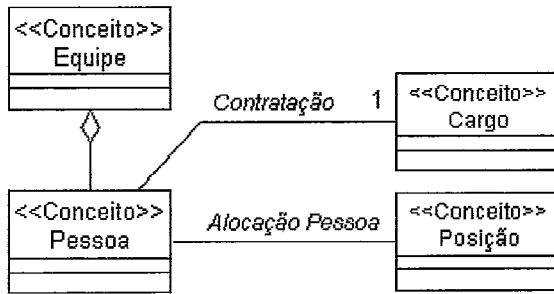 <<Conceito>>
Equipe
Contratação
1
<<Conceito>>
Cargo
<<Conceito>>
Pessoa
Alocação Pessoa
<<Conceito>>
Posição